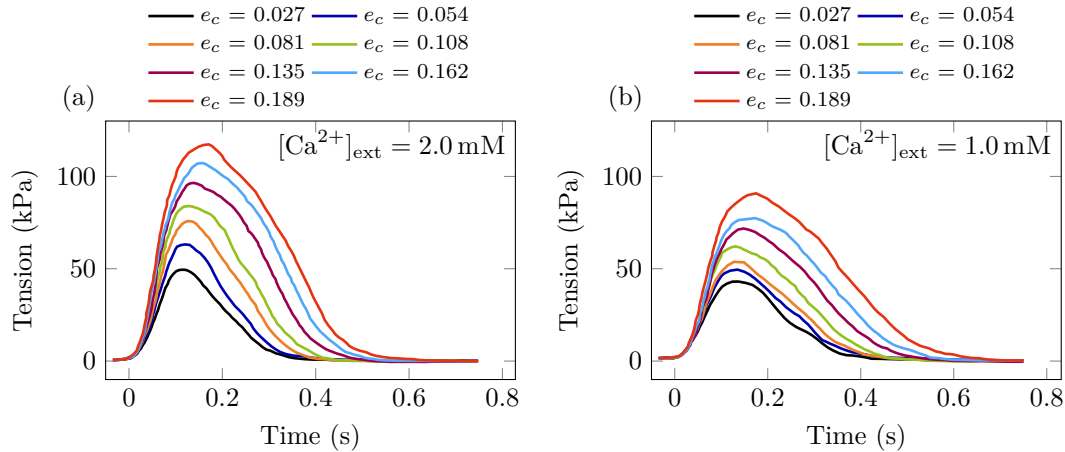 e_c = 0.027 e_c = 0.054
e_c = 0.081 e_c = 0.108
e_c = 0.135 e_c = 0.162
e_c = 0.189
(a)
[Ca²⁺]ext = 2.0 mM
100
50
0
Tension (kPa)
0 0.2 0.4 0.6 0.8
Time (s)
e_c = 0.027 e_c = 0.054
e_c = 0.081 e_c = 0.108
e_c = 0.135 e_c = 0.162
e_c = 0.189
(b)
[Ca²⁺]ext = 1.0 mM
100
50
0
Tension (kPa)
0 0.2 0.4 0.6 0.8
Time (s)